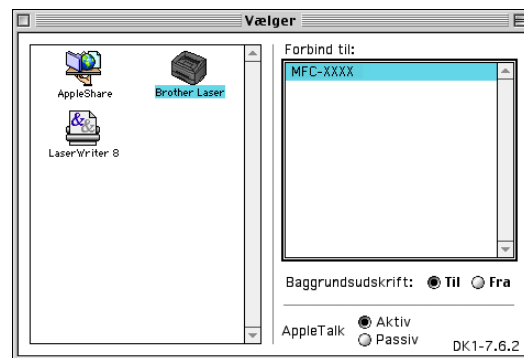 Vælger
AppleShare
Brother Laser
LaserWriter 8
Forbind til:
MFC-XXXX
Baggrundsudskrift: Til Fra
AppleTalk Aktiv
Passiv
DK1-7.6.2